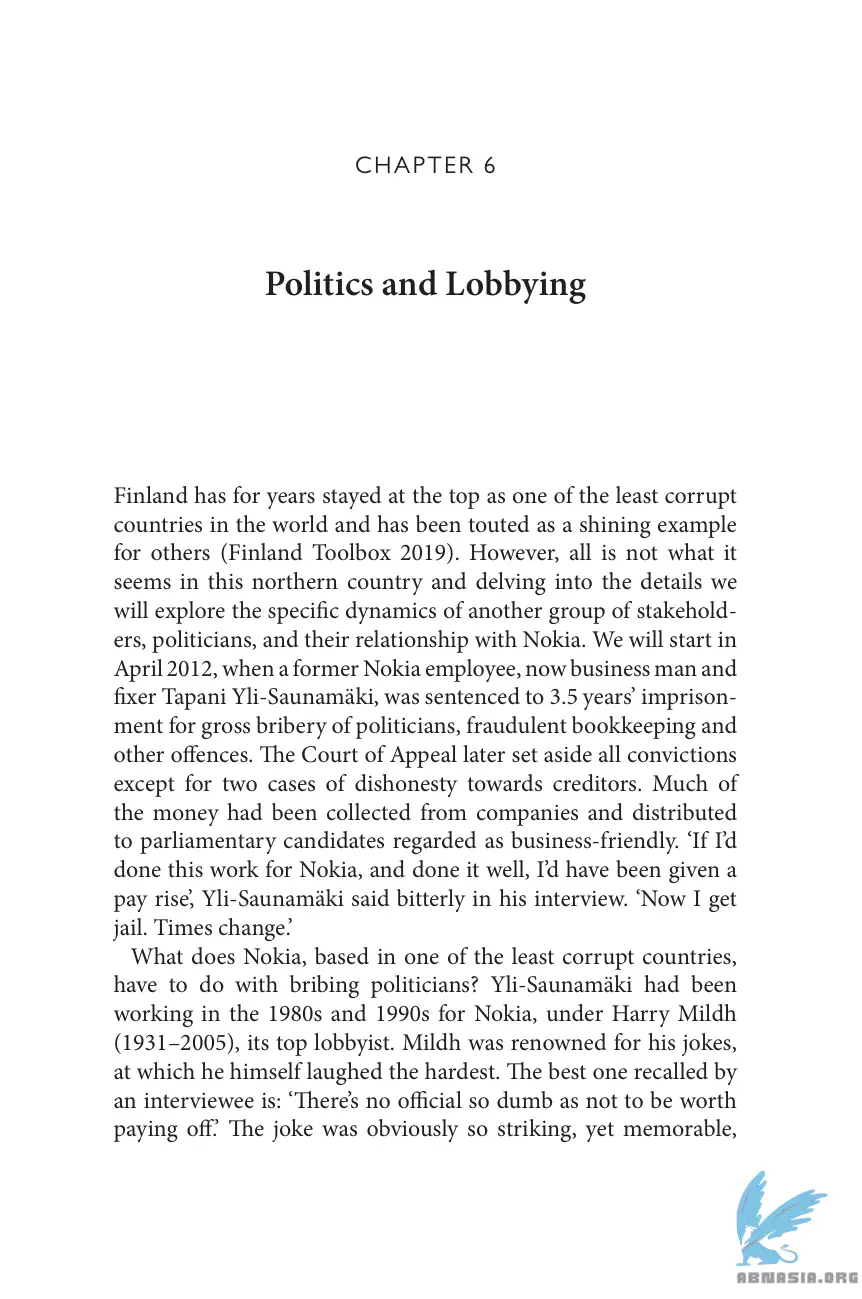 CHAPTER 6
Politics and Lobbying
Finland has for years stayed at the top as one of the least corrupt
countries in the world and has been touted as a shining example
for others (Finland Toolbox 2019). However, all is not what it
seems in this northern country and delving into the details we
will explore the specific dynamics of another group of stakehold-
ers, politicians, and their relationship with Nokia. We will start in
April 2012, when a former Nokia employee, now business man and
fixer Tapani Yli-Saunamäki, was sentenced to 3.5 years’ imprison-
ment for gross bribery of politicians, fraudulent bookkeeping and
other offences. The Court of Appeal later set aside all convictions
except for two cases of dishonesty towards creditors. Much of
the money had been collected from companies and distributed
to parliamentary candidates regarded as business-friendly. ‘If I’d
done this work for Nokia, and done it well, I’d have been given a
pay rise’, Yli-Saunamäki said bitterly in his interview. ‘Now I get
jail. Times change.’
What does Nokia, based in one of the least corrupt countries,
have to do with bribing politicians? Yli-Saunamäki had been
working in the 1980s and 1990s for Nokia, under Harry Mildh
(1931–2005), its top lobbyist. Mildh was renowned for his jokes,
at which he himself laughed the hardest. The best one recalled by
an interviewee is: ‘There’s no official so dumb as not to be worth
paying off.’ The joke was obviously so striking, yet memorable,
ABNASIA.ORG